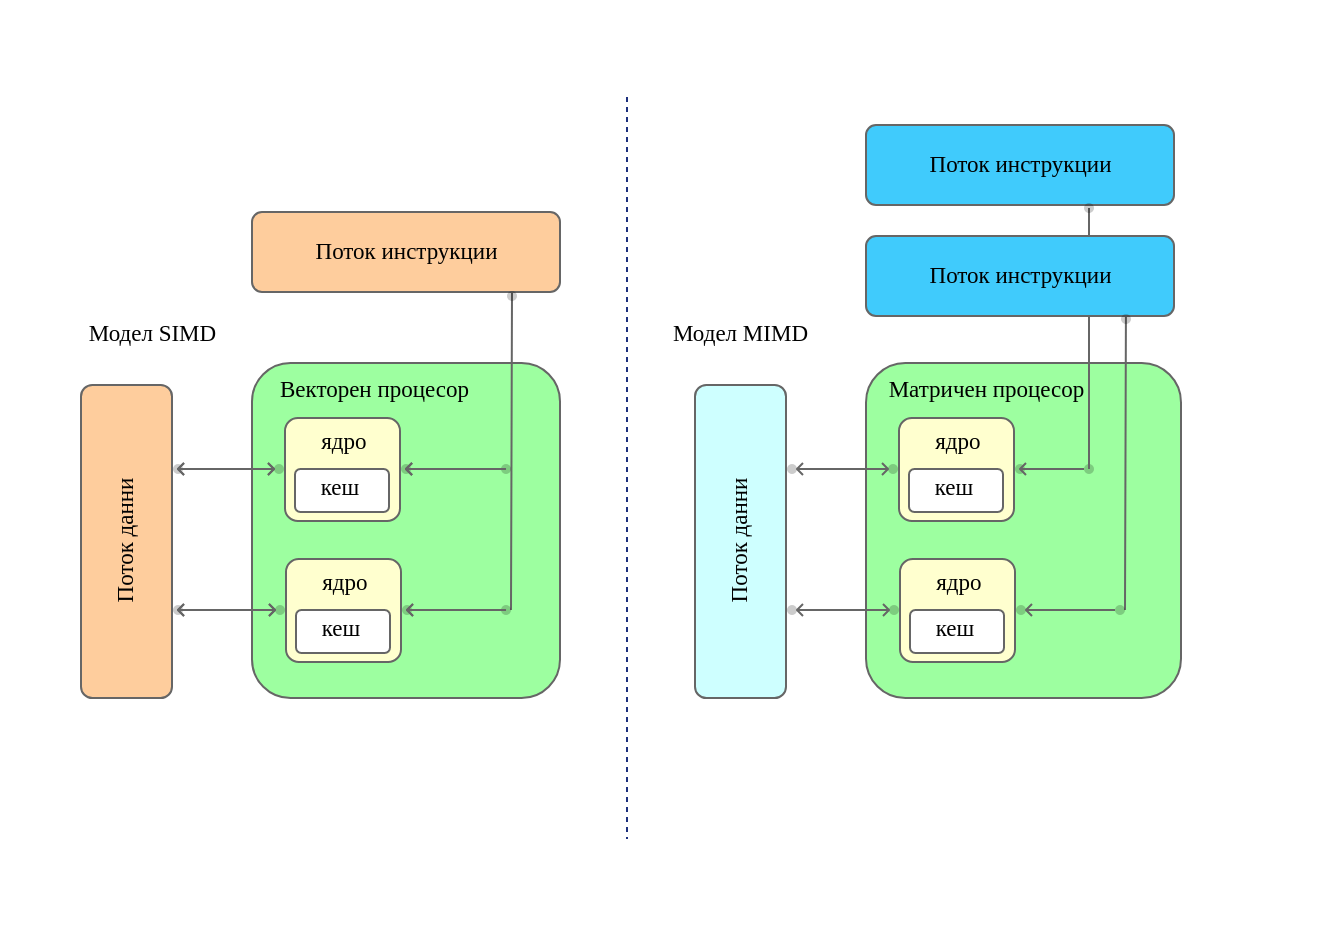 Поток инструкции
Модел SIMD
Векторен процесор
Поток данни
ядро
кеш
ядро
кеш
Поток инструкции
Поток инструкции
Модел MIMD
Матричен процесор
Поток данни
ядро
кеш
ядро
кеш